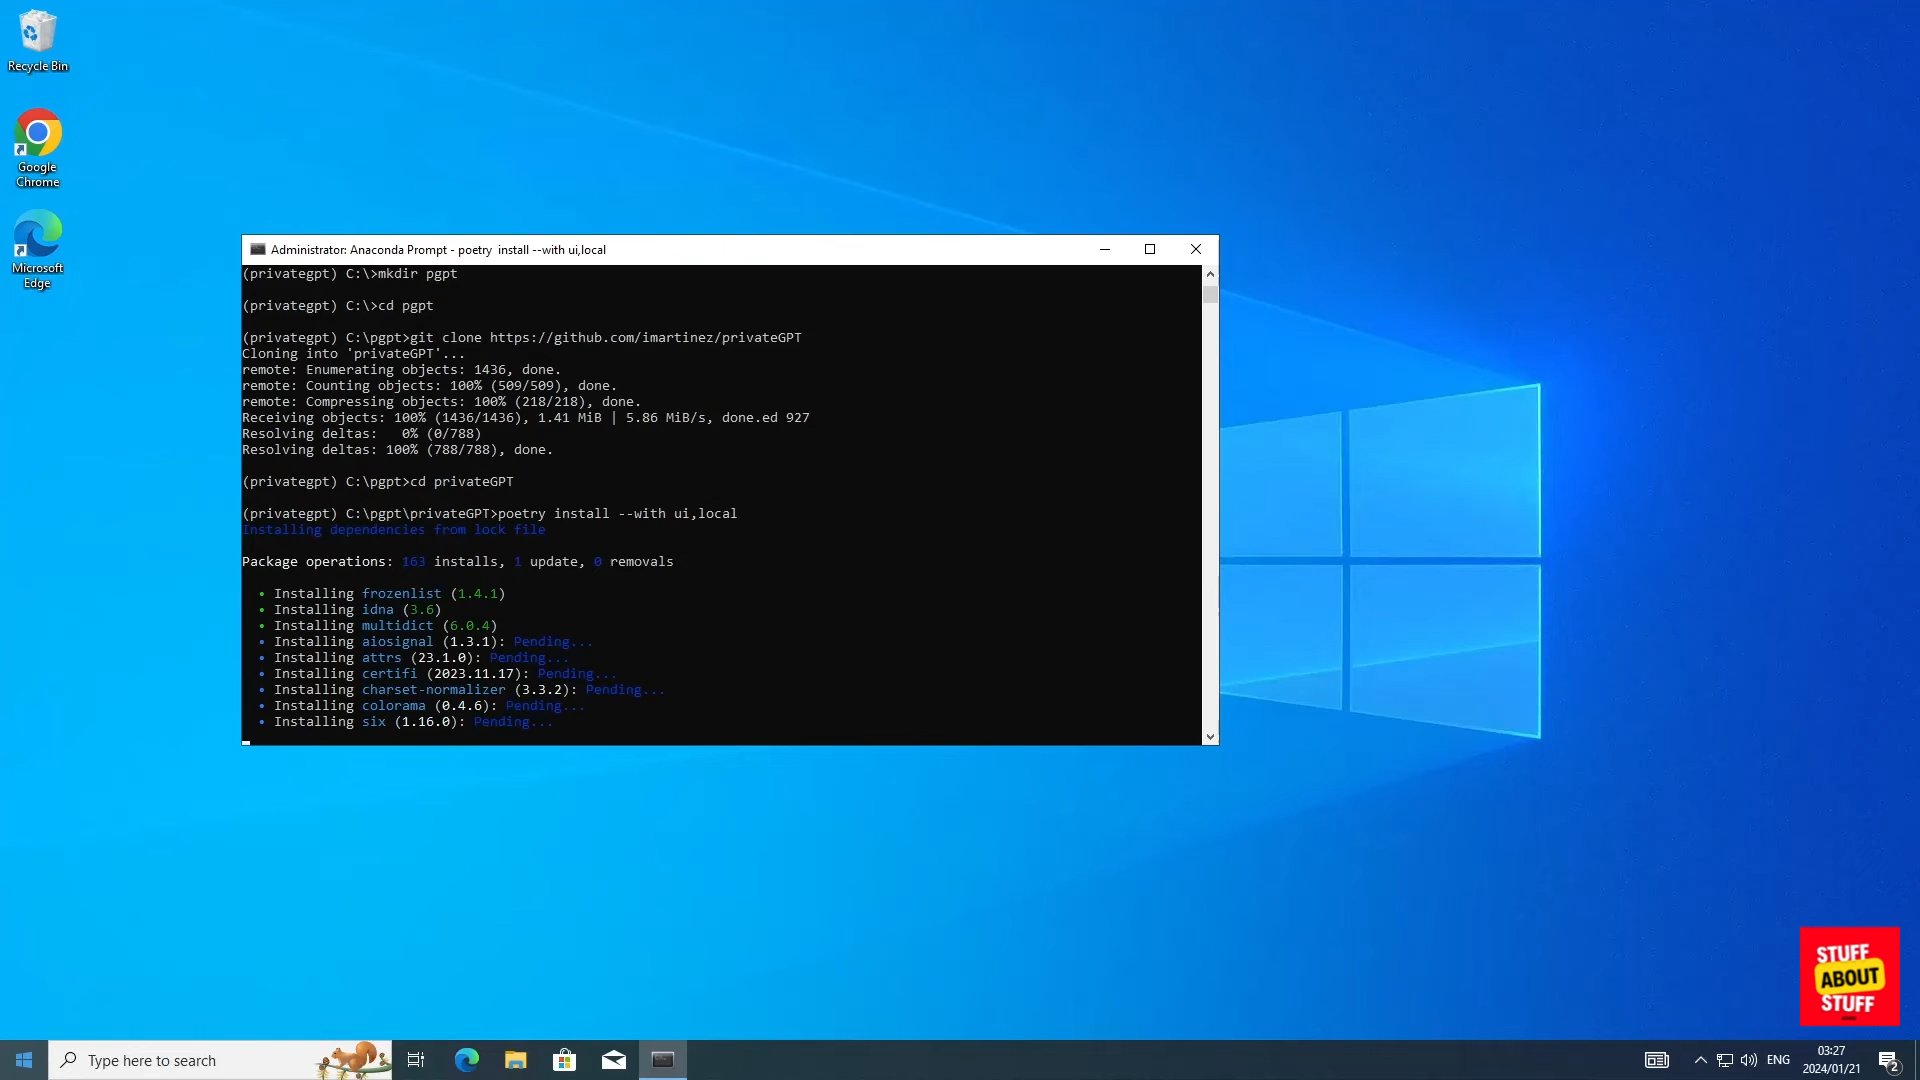 Recycle Bin
Google
Chrome
Microsoft
Edge
Administrator: Anaconda Prompt - poetry  install --with ui,local
(privategpt) C:\>mkdir pgpt
(privategpt) C:\>cd pgpt
(privategpt) C:\pgpt>git clone https://github.com/imartinez/privateGPT
Cloning into 'privateGPT'...
remote: Enumerating objects: 1436, done.
remote: Counting objects: 100% (509/509), done.
remote: Compressing objects: 100% (218/218), done.
Receiving objects: 100% (1436/1436), 1.41 MiB | 5.86 MiB/s, done.ed 927
Resolving deltas:   0% (0/788)
Resolving deltas: 100% (788/788), done.
(privategpt) C:\pgpt>cd privateGPT
(privategpt) C:\pgpt\privateGPT>poetry install --with ui,local
Installing dependencies from lock file
Package operations: 163 installs, 1 update, 0 removals
• Installing frozenlist (1.4.1)
• Installing idna (3.6)
• Installing multidict (6.0.4)
• Installing aiosignal (1.3.1): Pending...
• Installing attrs (23.1.0): Pending...
• Installing certifi (2023.11.17): Pending...
• Installing charset-normalizer (3.3.2): Pending...
• Installing colorama (0.4.6): Pending...
• Installing six (1.16.0): Pending...
STUFF
ABOUT
STUFF
Type here to search
ENG
03:27
2024/01/21
2